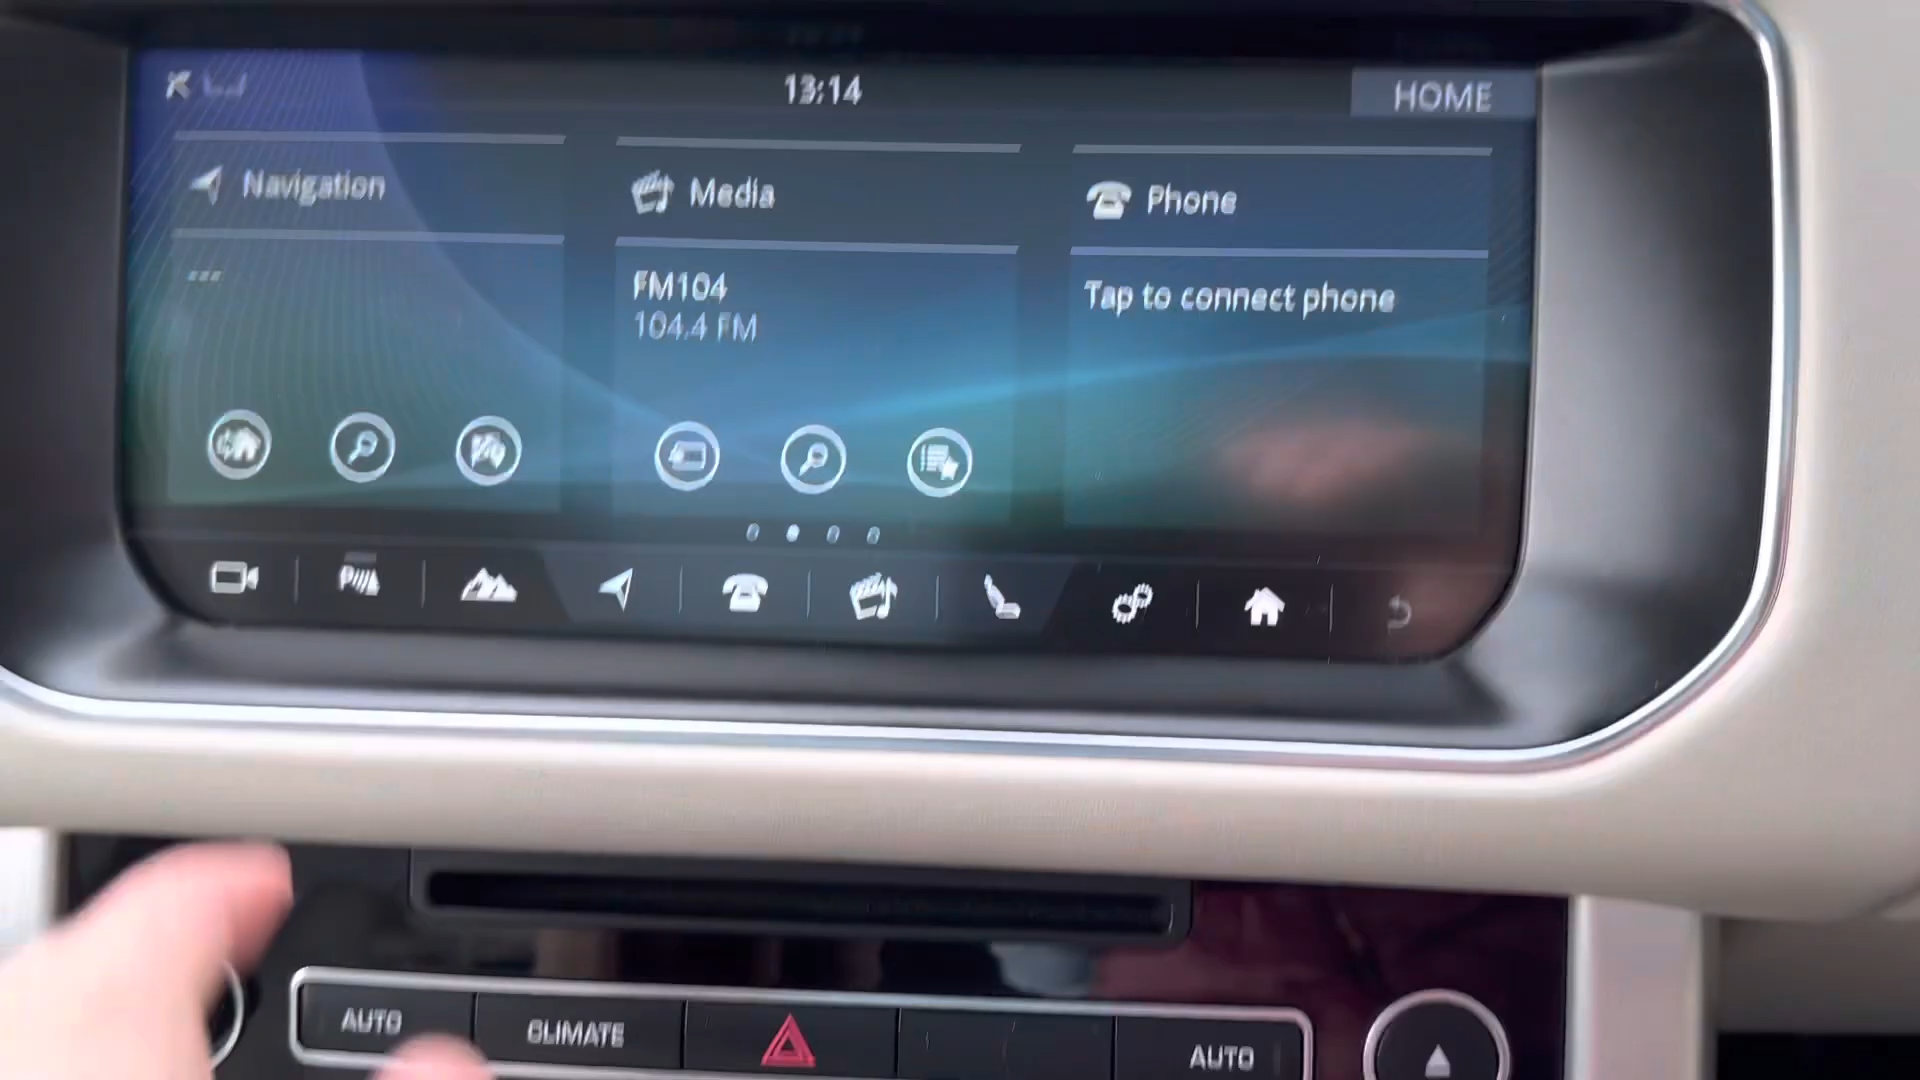 13:14
HOME
Navigation
Media
Phone
...
FM104
104.4 FM
Tap to connect phone
AUTO
CLIMATE
AUTO